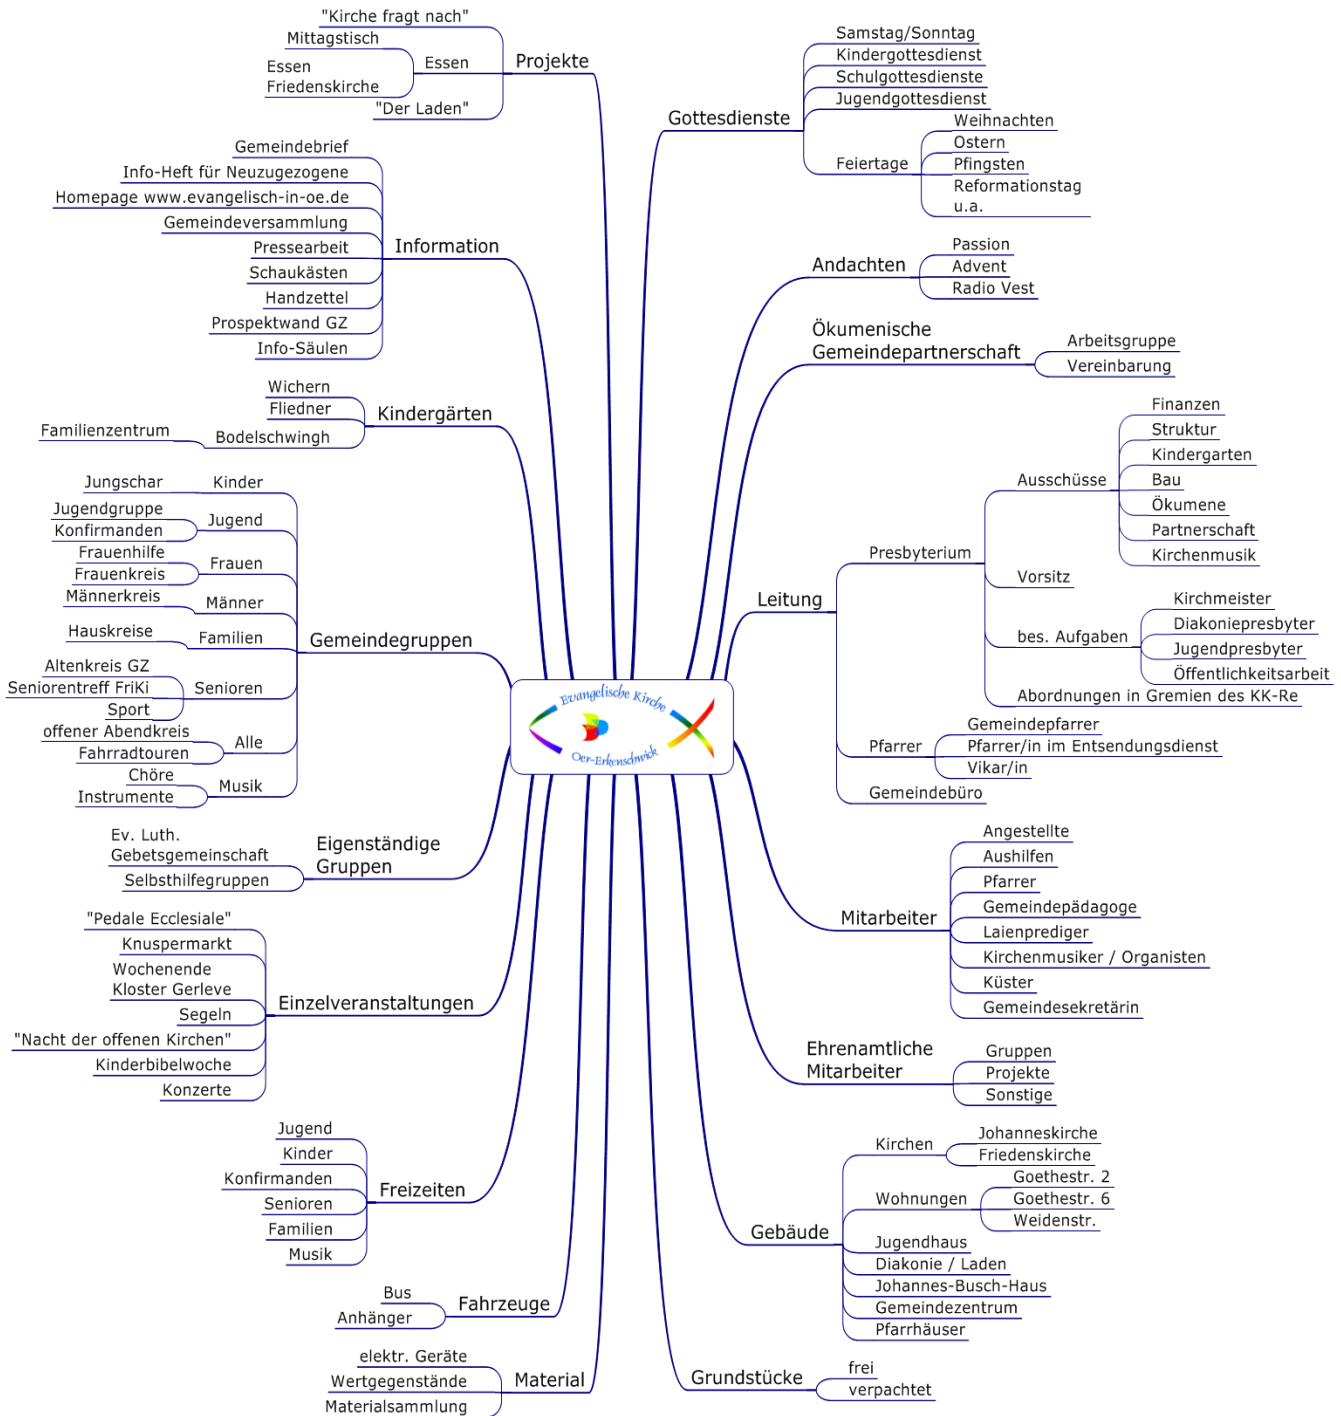 "Kirche fragt nach"
Mittagstisch
Essen
Friedenskirche
Essen
"Der Laden"
Projekte
Gemeindebrief
Info-Heft für Neuzugezogene
Homepage www.evangelisch-in-oe.de
Gemeindeversammlung
Pressearbeit
Schaukästen
Handzettel
Prospektwand GZ
Info-Säulen
Information
Wichern
Fliedner
Familienzentrum
Bodelschwingh
Kindergärten
Jungschar
Kinder
Jugendgruppe
Konfirmanden
Jugend
Frauenhilfe
Frauenkreis
Frauen
Männerkreis
Männer
Hauskreise
Familien
Altenkreis GZ
Seniorentreff FriKi
Sport
Senioren
offener Abendkreis
Fahrradtouren
Alle
Chöre
Instrumente
Musik
Gemeindegruppen
Ev. Luth.
Gebetsgemeinschaft
Selbsthilfegruppen
Eigenständige
Gruppen
"Pedale Ecclesiale"
Knuspermarkt
Wochenende
Kloster Gerleve
Segeln
"Nacht der offenen Kirchen"
Kinderbibelwoche
Konzerte
Einzelveranstaltungen
Jugend
Kinder
Konfirmanden
Senioren
Familien
Musik
Freizeiten
Bus
Anhänger
Fahrzeuge
elektr. Geräte
Wertgegenstände
Materialsammlung
Material
Evangelische Kirche
Oer-Erkenschwick
Gottesdienste
Samstag/Sonntag
Kindergottesdienst
Schulgottesdienste
Jugendgottesdienst
Feiertage
Weihnachten
Ostern
Pfingsten
Reformationstag
u.a.
Andachten
Passion
Advent
Radio Vest
Ökumenische
Gemeindepartnerschaft
Arbeitsgruppe
Vereinbarung
Leitung
Presbyterium
Ausschüsse
Finanzen
Struktur
Kindergarten
Bau
Ökumene
Partnerschaft
Kirchenmusik
Vorsitz
bes. Aufgaben
Kirchmeister
Diakoniepresbyter
Jugendpresbyter
Öffentlichkeitsarbeit
Abordnungen in Gremien des KK-Re
Pfarrer
Gemeindepfarrer
Pfarrer/in im Entsendungsdienst
Vikar/in
Gemeindebüro
Mitarbeiter
Angestellte
Aushilfen
Pfarrer
Gemeindepädagoge
Laienprediger
Kirchenmusiker / Organisten
Küster
Gemeindesekretärin
Ehrenamtliche
Mitarbeiter
Gruppen
Projekte
Sonstige
Gebäude
Kirchen
Johanneskirche
Friedenskirche
Wohnungen
Goethestr. 2
Goethestr. 6
Weidenstr.
Jugendhaus
Diakonie / Laden
Johannes-Busch-Haus
Gemeindezentrum
Pfarrhäuser
Grundstücke
frei
verpachtet